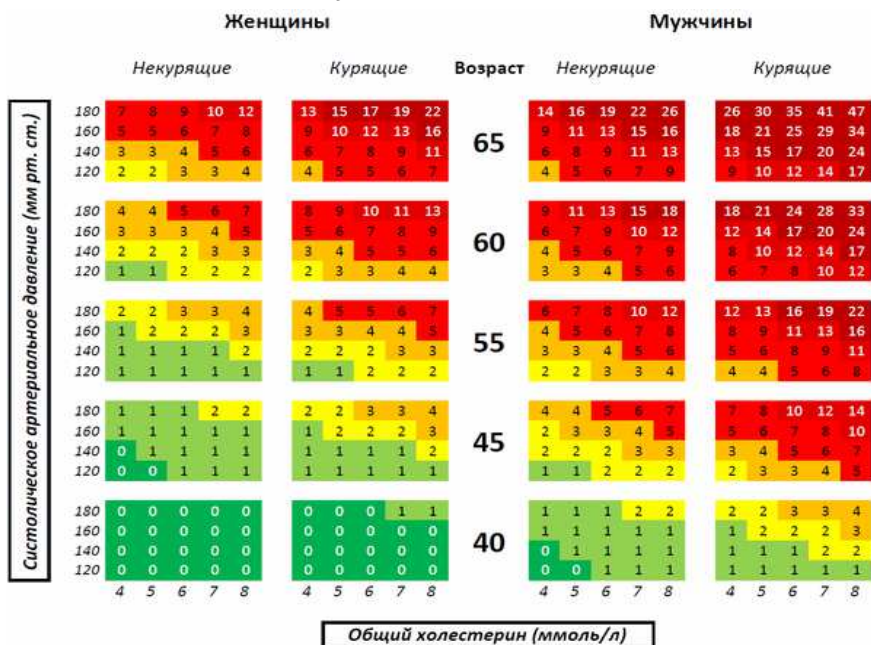 Женщины Мужчины
Некурящие Курящие Возраст Некурящие Курящие
Систолическое артериальное давление (мм рт. ст.)
180 7 8 9 10 12 13 15 17 19 22 14 16 19 22 26 26 30 35 41 47
160 5 5 6 7 8 9 10 12 13 16 9 11 13 15 16 18 21 25 29 34
65
140 3 3 4 5 6 6 7 8 9 11 6 8 9 11 13 13 15 17 20 24
120 2 2 3 3 4 4 5 5 6 7 4 5 6 7 9 9 10 12 14 17
180 4 4 5 6 7 8 9 10 11 13 9 11 13 15 18 18 21 24 28 33
160 3 3 3 4 5 5 6 7 8 9 6 7 9 10 12 12 14 17 20 24
60
140 2 2 2 3 3 3 4 5 5 6 4 5 6 7 9 8 10 12 14 17
120 1 1 2 2 2 2 3 3 4 4 3 3 4 5 6 6 7 8 10 12
180 2 2 3 3 4 4 5 5 6 7 6 7 8 10 12 12 13 16 19 22
160 1 2 2 2 3 3 3 4 4 5 4 5 6 7 8 8 9 11 13 16
55
140 1 1 1 1 2 2 2 2 3 3 3 3 4 5 6 5 6 8 9 11
120 1 1 1 1 1 1 1 2 2 2 2 2 3 3 4 4 4 5 6 8
180 1 1 1 2 2 2 2 3 3 4 4 4 5 6 7 7 8 10 12 14
160 1 1 1 1 1 1 2 2 2 3 2 3 3 4 5 5 6 7 8 10
45
140 0 1 1 1 1 1 1 1 1 2 2 2 2 3 3 3 4 5 6 7
120 0 0 1 1 1 1 1 1 1 1 1 1 2 2 2 2 3 3 4 5
180 0 0 0 0 0 0 0 0 1 1 1 1 1 2 2 2 2 3 3 4
160 0 0 0 0 0 0 0 0 0 0 1 1 1 1 1 1 2 2 2 3
40
140 0 0 0 0 0 0 0 0 0 0 0 1 1 1 1 1 1 1 2 2
120 0 0 0 0 0 0 0 0 0 0 0 0 1 1 1 1 1 1 1 1
4 5 6 7 8 4 5 6 7 8 4 5 6 7 8 4 5 6 7 8
Общий холестерин (ммоль/л)